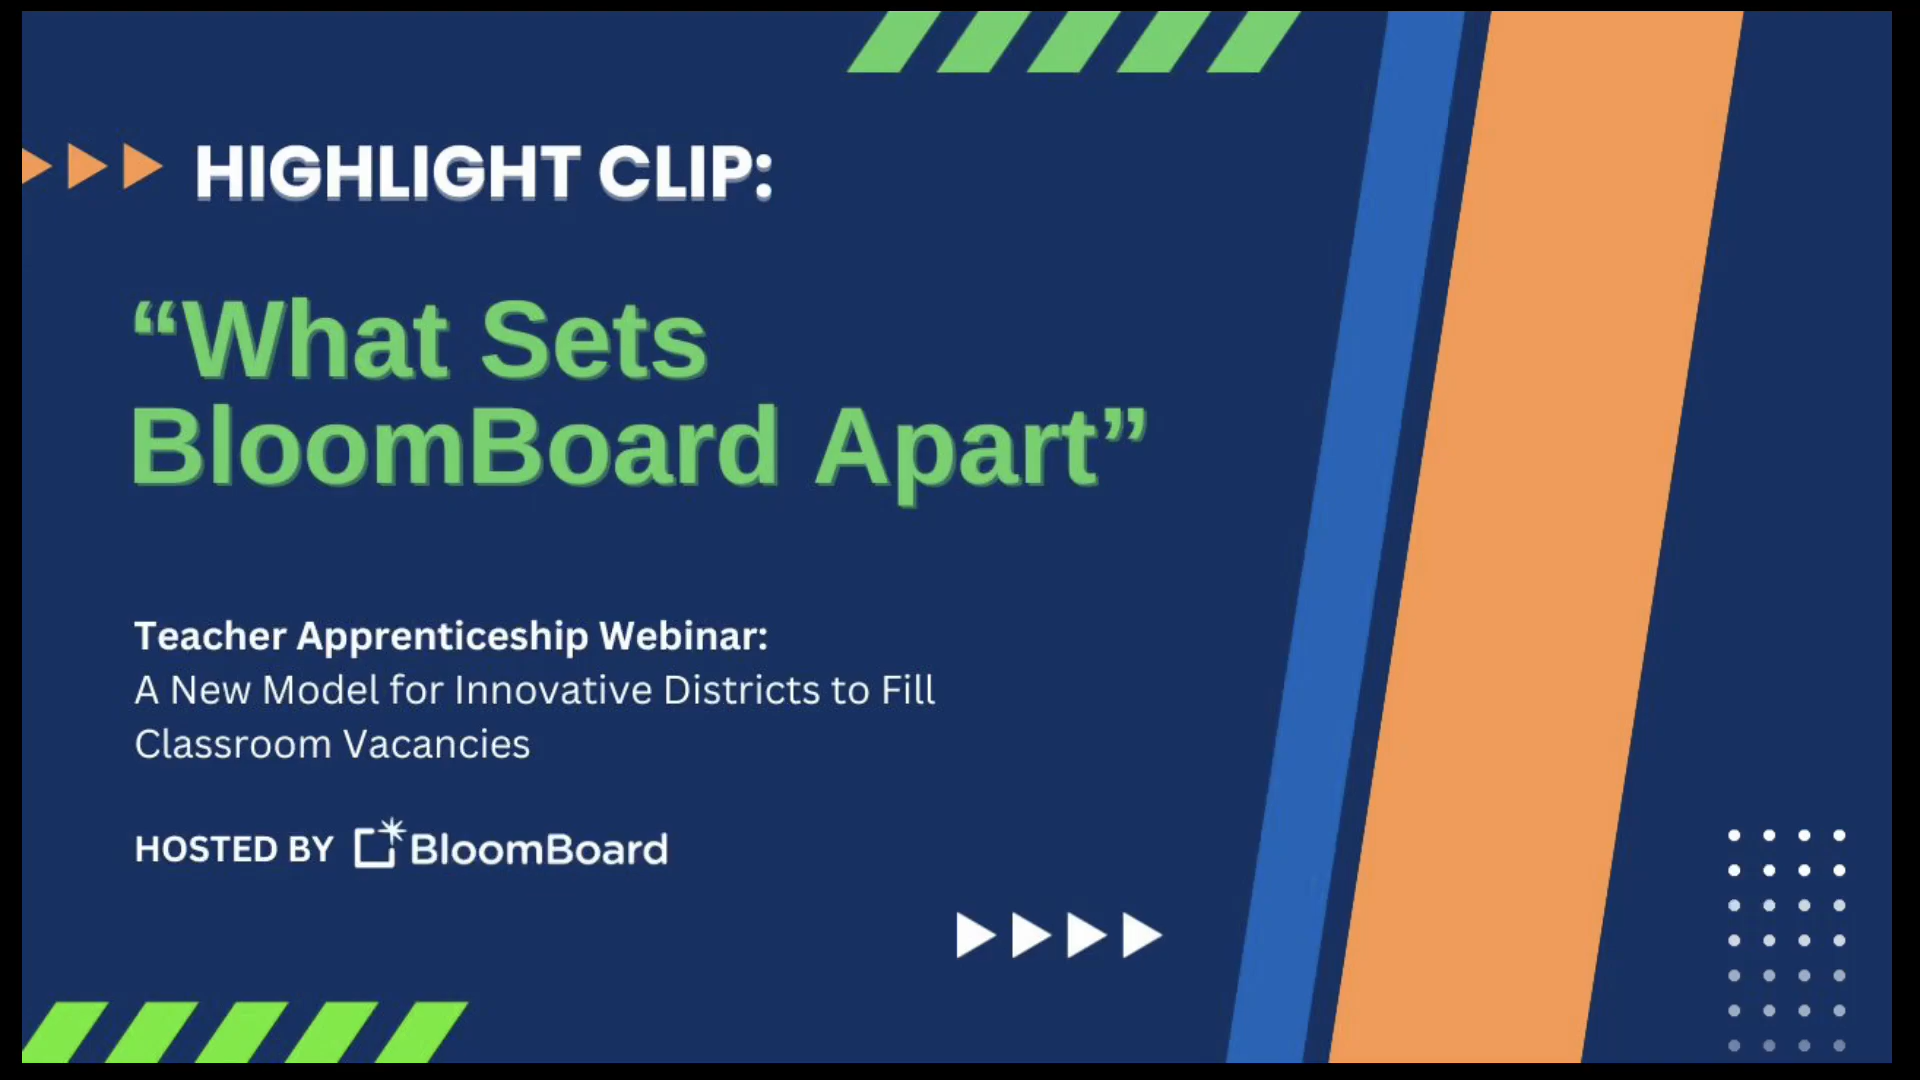 HIGHLIGHT CLIP:
“What Sets
BloomBoard Apart”
Teacher Apprenticeship Webinar:
A New Model for Innovative Districts to Fill
Classroom Vacancies
HOSTED BY BloomBoard